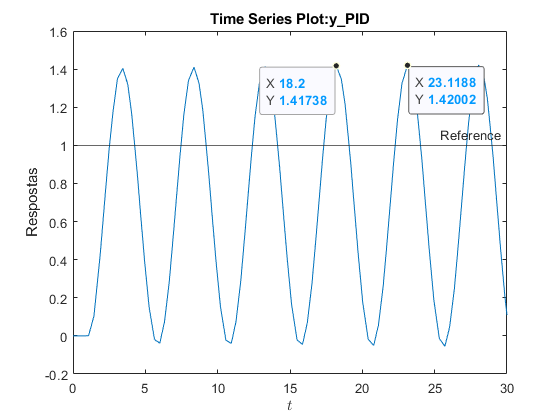 Time Series Plot:y_PID
1.6
1.4
1.2
1
0.8
0.6
0.4
0.2
0
-0.2
Respostas
X 18.2
Y 1.41738
X 23.1188
Y 1.42002
Reference
0 5 10 15 20 25 30
t